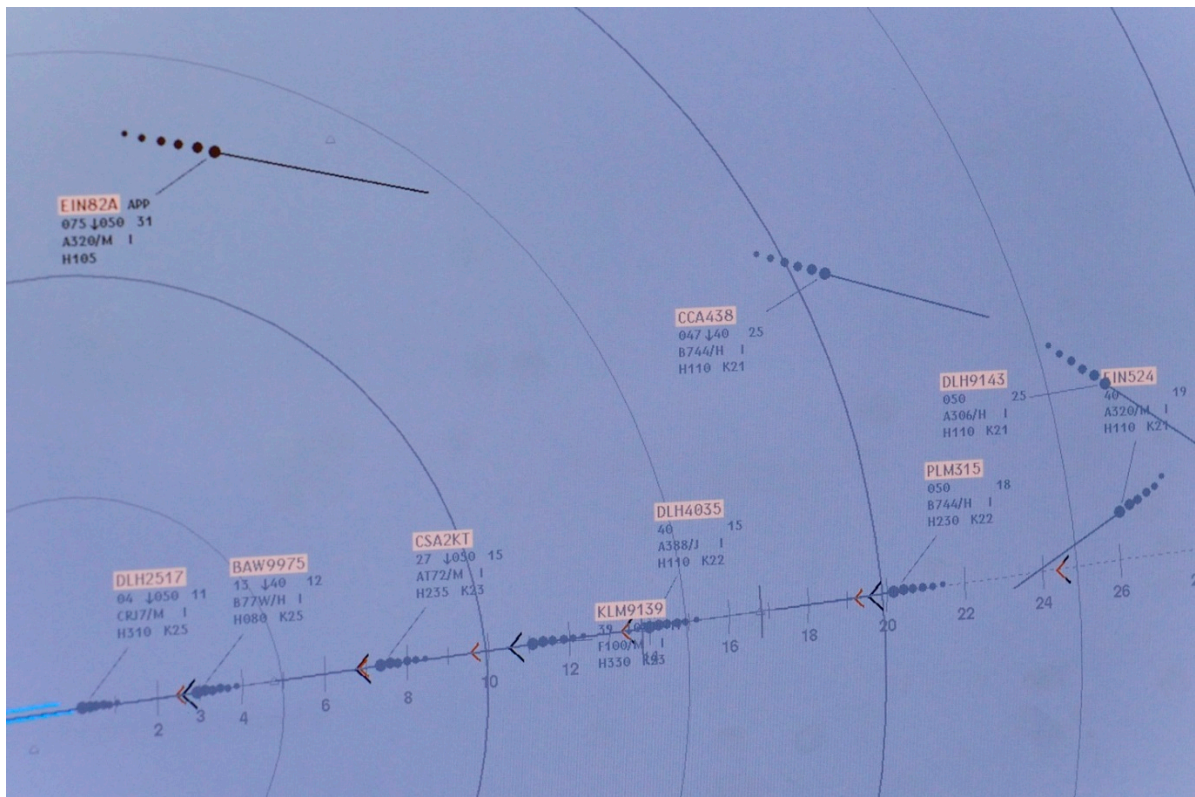 EIN82A APP
075 ↓050 31
A320/M I
H105
CCA438
047 ↓40 25
B744/H I
H110 K21
DLH9143
050 25
A306/H I
H110 K21
EIN524
40 19
A320/M I
H110 K21
PLM315
050 18
B744/H I
H230 K22
DLH4035
40 15
A388/J I
H110 K22
CSA2KT
27 ↓050 15
AT72/M I
H235 K23
BAW9975
13 ↓40 12
B77W/H I
H080 K25
DLH2517
04 ↓050 11
CRJ7/M I
H310 K25
KLM9139
39
F100/M I
H330 K23
2 3 4 6 8 10 12 14 16 18 20 22 24 26